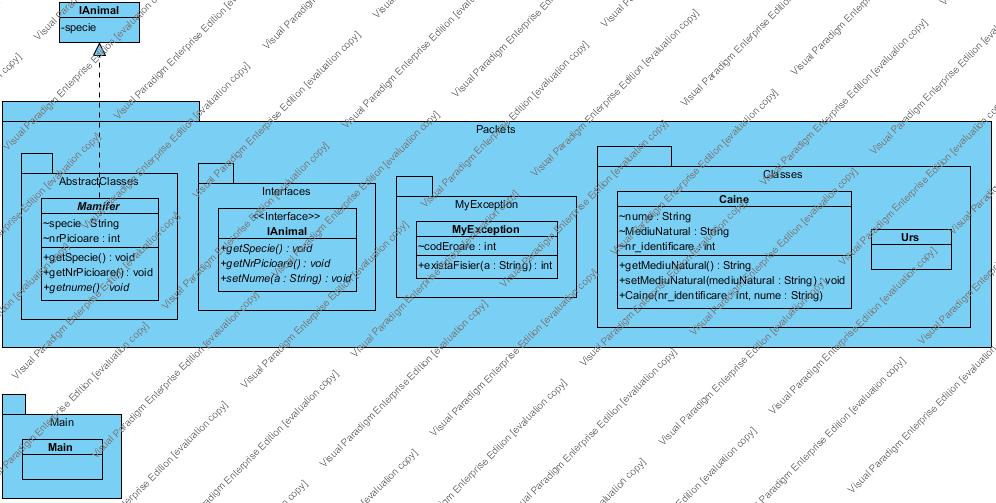 IAnimal
-specie
Packets
AbstractClasses
Mamifer
~specie : String
~nrPicioare : int
+getSpecie() : void
+getNrPicioare() : void
+getnume() : void
Interfaces
<<Interface>>
IAnimal
+getSpecie() : void
+getNrPicioare() : void
+setNume(a : String) : void
MyException
MyException
~codEroare : int
+existaFisier(a : String) : int
Classes
Caine
~nume : String
~MediuNatural : String
~nr_identificare : int
+getMediuNatural() : String
+setMediuNatural(mediuNatural : String) : void
+Caine(nr_identificare : int, nume : String)
Urs
Main
Main
Visual Paradigm Enterprise Edition [evaluation copy]